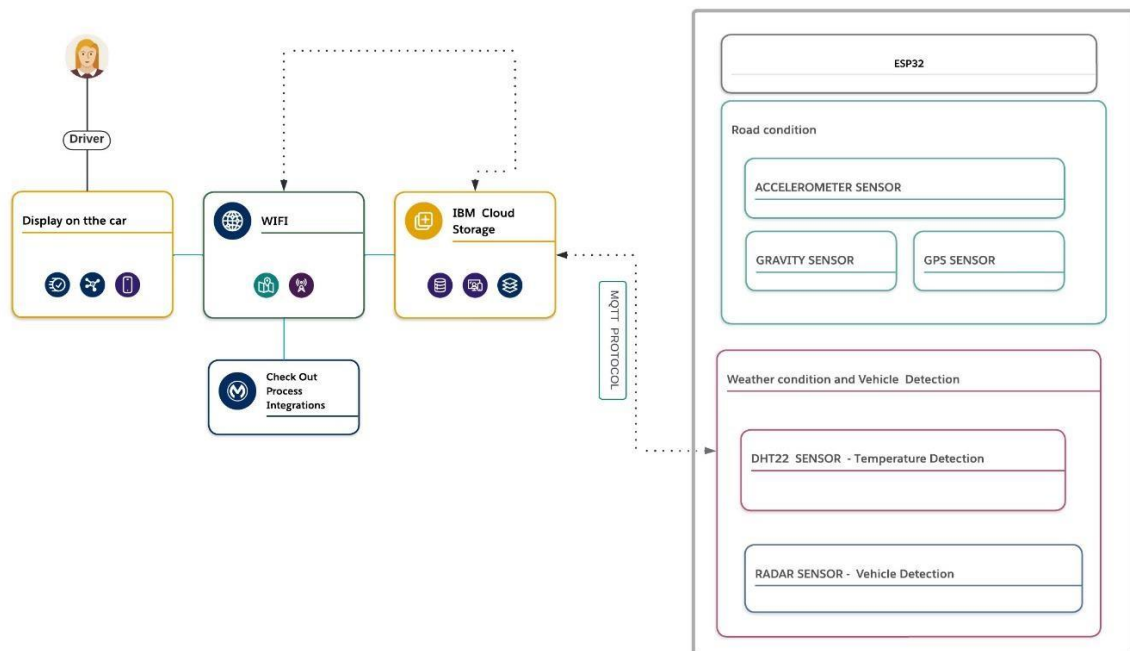 Driver
Display on tthe car
WIFI
IBM Cloud
Storage
Check Out
Process
Integrations
MQTT PROTOCOL
ESP32
Road condition
ACCELEROMETER SENSOR
GRAVITY SENSOR
GPS SENSOR
Weather condition and Vehicle Detection
DHT22 SENSOR - Temperature Detection
RADAR SENSOR - Vehicle Detection